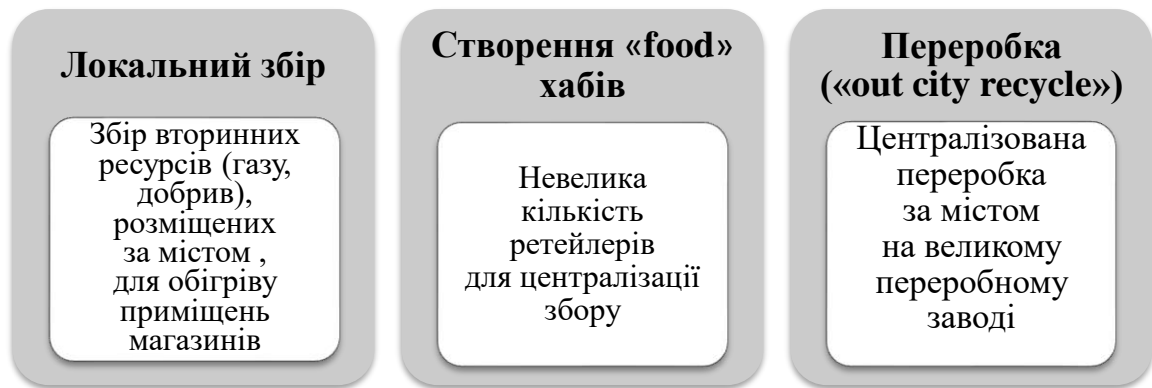 Локальний збір
Збір вторинних
ресурсів (газу,
добрив),
розміщених
за містом ,
для обігріву
приміщень
магазинів
Створення «food»
хабів
Невелика
кількість
ретейлерів
для централізації
збору
Переробка
(«out city recycle»)
Централізована
переробка
за містом
на великому
переробному
заводі